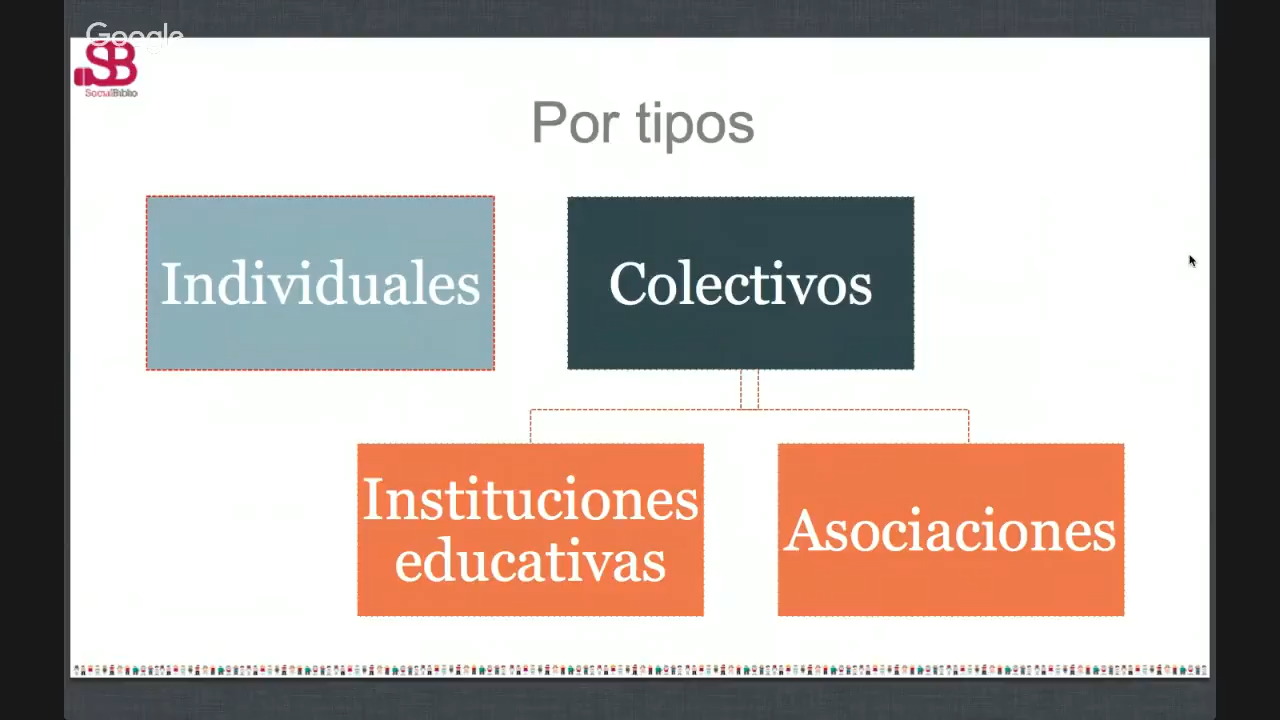 Google
SB
SocialBiblio
Por tipos
Individuales
Colectivos
Instituciones
educativas
Asociaciones